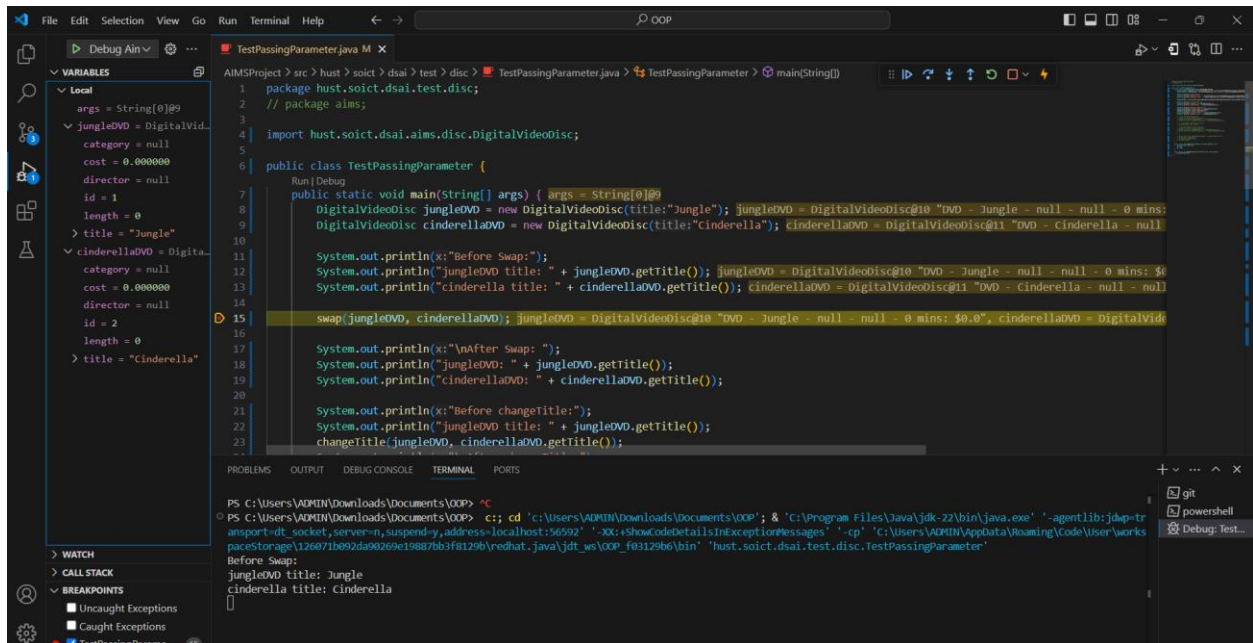 File Edit Selection View Go Run Terminal Help
OOP
Debug Ain
TestPassingParameter.java M
VARIABLES
Local
args = String[0]@9
jungleDVD = DigitalVid...
category = null
cost = 0.000000
director = null
id = 1
length = 0
title = "Jungle"
cinderellaDVD = Digita...
category = null
cost = 0.000000
director = null
id = 2
length = 0
title = "Cinderella"
WATCH
CALL STACK
BREAKPOINTS
Uncaught Exceptions
Caught Exceptions
AIMSProject > src > hust > soict > dsai > test > disc > TestPassingParameter.java > TestPassingParameter > main(String[])
1 package hust.soict.dsai.test.disc;
2 // package aims;
3
4 import hust.soict.dsai.aims.disc.DigitalVideoDisc;
5
6 public class TestPassingParameter {
Run | Debug
7 public static void main(String[] args) { args = String[0]@9
8 DigitalVideoDisc jungleDVD = new DigitalVideoDisc(title:"Jungle"); jungleDVD = DigitalVideoDisc@10 "DVD - Jungle - null - null - 0 mins:
9 DigitalVideoDisc cinderellaDVD = new DigitalVideoDisc(title:"Cinderella"); cinderellaDVD = DigitalVideoDisc@11 "DVD - Cinderella - null
10
11 System.out.println(x:"Before Swap:");
12 System.out.println("jungleDVD title: " + jungleDVD.getTitle()); jungleDVD = DigitalVideoDisc@10 "DVD - Jungle - null - null - 0 mins: $0
13 System.out.println("cinderella title: " + cinderellaDVD.getTitle()); cinderellaDVD = DigitalVideoDisc@11 "DVD - Cinderella - null - null
14
15 swap(jungleDVD, cinderellaDVD); jungleDVD = DigitalVideoDisc@10 "DVD - Jungle - null - null - 0 mins: $0.0", cinderellaDVD = DigitalVide
16
17 System.out.println(x:"\nAfter Swap: ");
18 System.out.println("jungleDVD: " + jungleDVD.getTitle());
19 System.out.println("cinderellaDVD: " + cinderellaDVD.getTitle());
20
21 System.out.println(x:"Before changeTitle:");
22 System.out.println("jungleDVD title: " + jungleDVD.getTitle());
23 changeTitle(jungleDVD, cinderellaDVD.getTitle());
PROBLEMS OUTPUT DEBUG CONSOLE TERMINAL PORTS
PS C:\Users\ADMIN\Downloads\Documents\OOP> ^C
PS C:\Users\ADMIN\Downloads\Documents\OOP> c:; cd 'c:\Users\ADMIN\Downloads\Documents\OOP'; & 'C:\Program Files\Java\jdk-22\bin\java.exe' '-agentlib:jdwp=tr
ansport=dt_socket,server=n,suspend=y,address=localhost:56592' '-XX:+ShowCodeDetailsInExceptionMessages' '-cp' 'C:\Users\ADMIN\AppData\Roaming\Code\User\works
paceStorage\126071b092da90269e19887bb3f8129b\redhat.java\jdt_ws\OOP_f03129b6\bin' 'hust.soict.dsai.test.disc.TestPassingParameter'
Before Swap:
jungleDVD title: Jungle
cinderella title: Cinderella
git
powershell
Debug: Test...